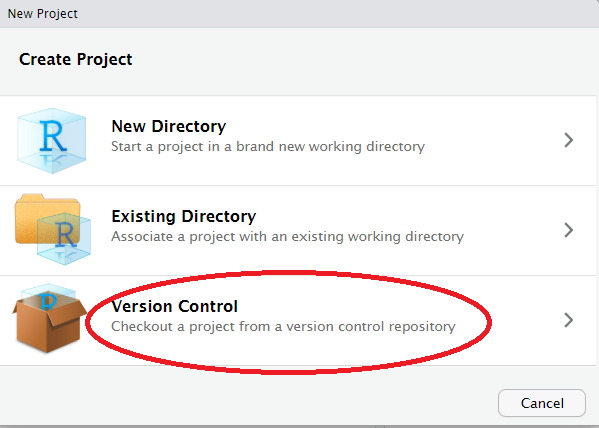 New Project
Create Project
R
New Directory
Start a project in a brand new working directory
R
Existing Directory
Associate a project with an existing working directory
R
Version Control
Checkout a project from a version control repository
Cancel